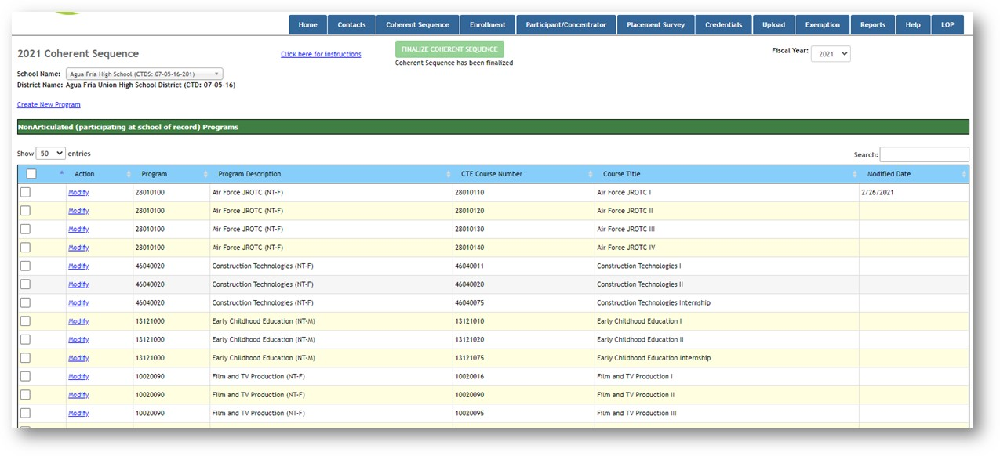 Home Contacts Coherent Sequence Enrollment Participant/Concentrator Placement Survey Credentials Upload Exemption Reports Help LOP
2021 Coherent Sequence Click here for instructions FINALIZE COHERENT SEQUENCE Fiscal Year: 2021
Coherent Sequence has been finalized
School Name: Agua Fria High School (CTDS: 07-05-16-201)
District Name: Agua Fria Union High School District (CTD: 07-05-16)
Create New Program
NonArticulated (participating at school of record) Programs
Show 50 entries Search:
Action Program Program Description CTE Course Number Course Title Modified Date
Modify 28010100 Air Force JROTC (NT-F) 28010110 Air Force JROTC I 2/26/2021
Modify 28010100 Air Force JROTC (NT-F) 28010120 Air Force JROTC II
Modify 28010100 Air Force JROTC (NT-F) 28010130 Air Force JROTC III
Modify 28010100 Air Force JROTC (NT-F) 28010140 Air Force JROTC IV
Modify 46040020 Construction Technologies (NT-F) 46040011 Construction Technologies I
Modify 46040020 Construction Technologies (NT-F) 46040020 Construction Technologies II
Modify 46040020 Construction Technologies (NT-F) 46040075 Construction Technologies Internship
Modify 13121000 Early Childhood Education (NT-M) 13121010 Early Childhood Education I
Modify 13121000 Early Childhood Education (NT-M) 13121020 Early Childhood Education II
Modify 13121000 Early Childhood Education (NT-M) 13121075 Early Childhood Education Internship
Modify 10020090 Film and TV Production (NT-F) 10020016 Film and TV Production I
Modify 10020090 Film and TV Production (NT-F) 10020090 Film and TV Production II
Modify 10020090 Film and TV Production (NT-F) 10020095 Film and TV Production III